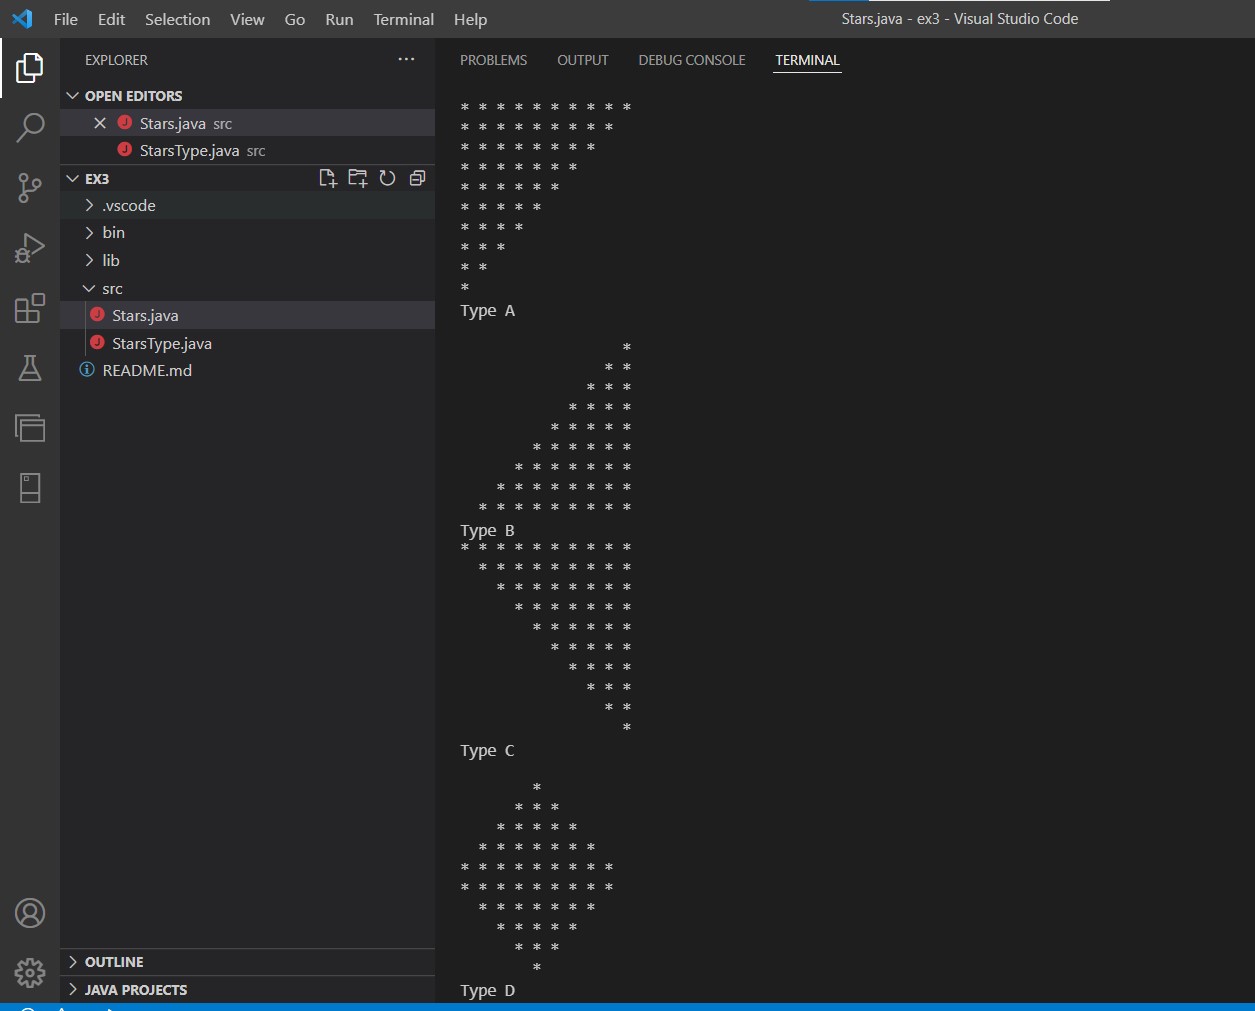 File Edit Selection View Go Run Terminal Help
Stars.java - ex3 - Visual Studio Code
EXPLORER
OPEN EDITORS
Stars.java src
StarsType.java src
EX3
.vscode
bin
lib
src
Stars.java
StarsType.java
README.md
OUTLINE
JAVA PROJECTS
PROBLEMS OUTPUT DEBUG CONSOLE TERMINAL
* * * * * * * * * *
* * * * * * * * *
* * * * * * * *
* * * * * * *
* * * * * *
* * * * *
* * * *
* * *
* *
*
Type A
                  *
                * *
              * * *
            * * * *
          * * * * *
        * * * * * *
      * * * * * * *
    * * * * * * * *
  * * * * * * * * *
Type B
* * * * * * * * * *
  * * * * * * * * *
    * * * * * * * *
      * * * * * * *
        * * * * * *
          * * * * *
            * * * *
              * * *
                * *
                  *
Type C
        *
      * * *
    * * * * *
  * * * * * * *
* * * * * * * * *
* * * * * * * * *
  * * * * * * *
    * * * * *
      * * *
        *
Type D